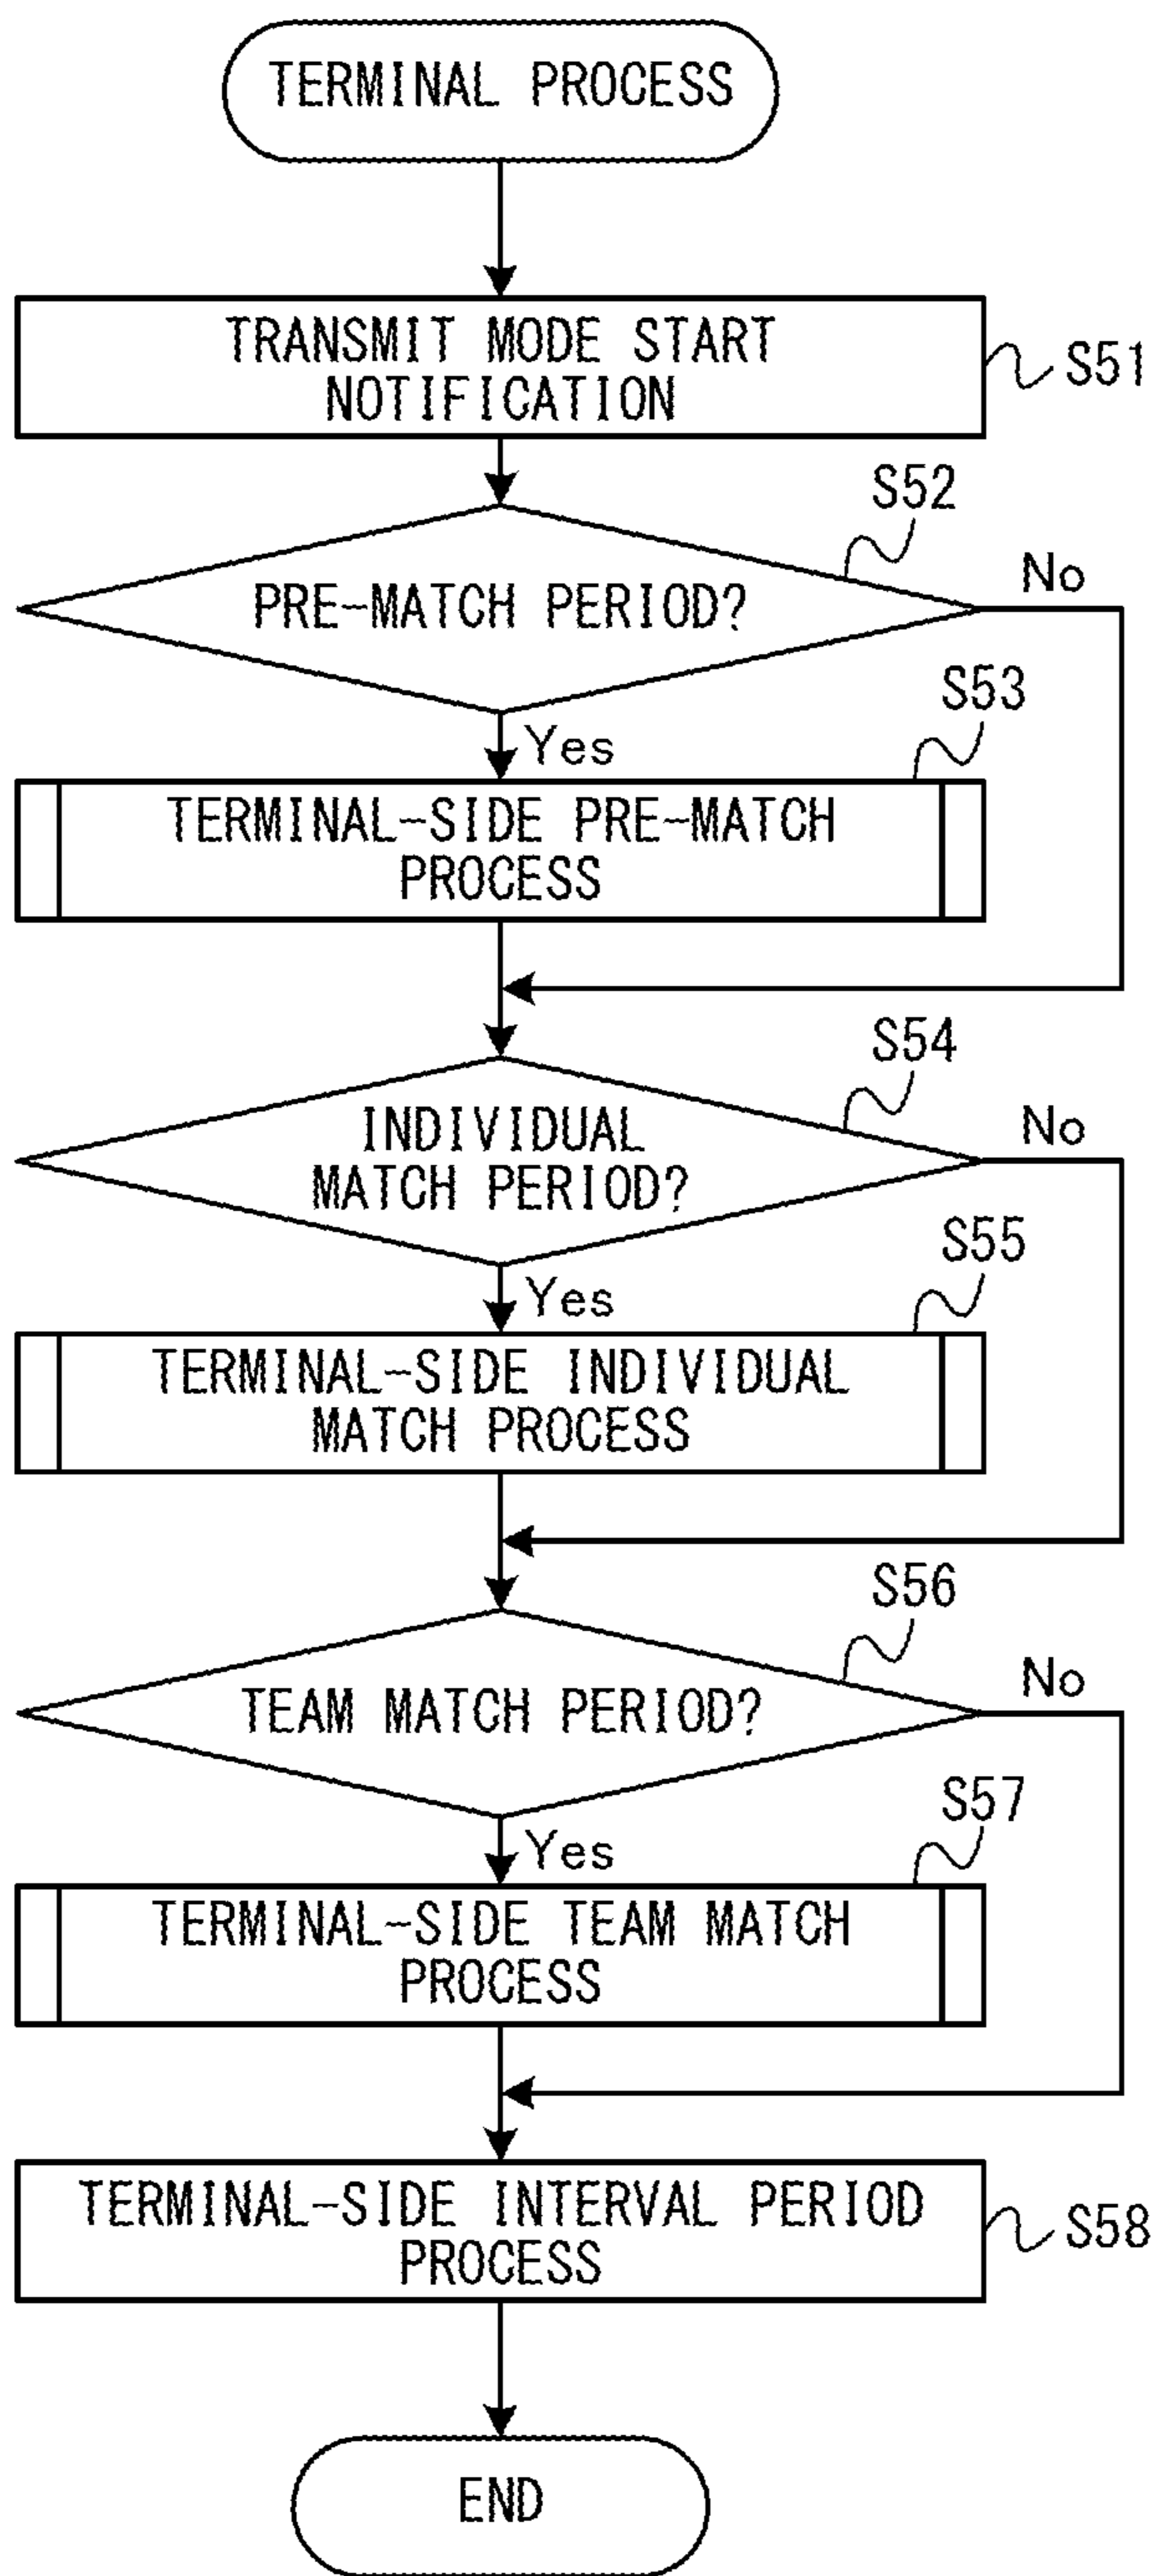 TERMINAL PROCESS
TRANSMIT MODE START
NOTIFICATION
S51
S52
PRE-MATCH PERIOD?
No
Yes
S53
TERMINAL-SIDE PRE-MATCH
PROCESS
S54
INDIVIDUAL
MATCH PERIOD?
No
Yes
S55
TERMINAL-SIDE INDIVIDUAL
MATCH PROCESS
S56
TEAM MATCH PERIOD?
No
Yes
S57
TERMINAL-SIDE TEAM MATCH
PROCESS
TERMINAL-SIDE INTERVAL PERIOD
PROCESS
S58
END